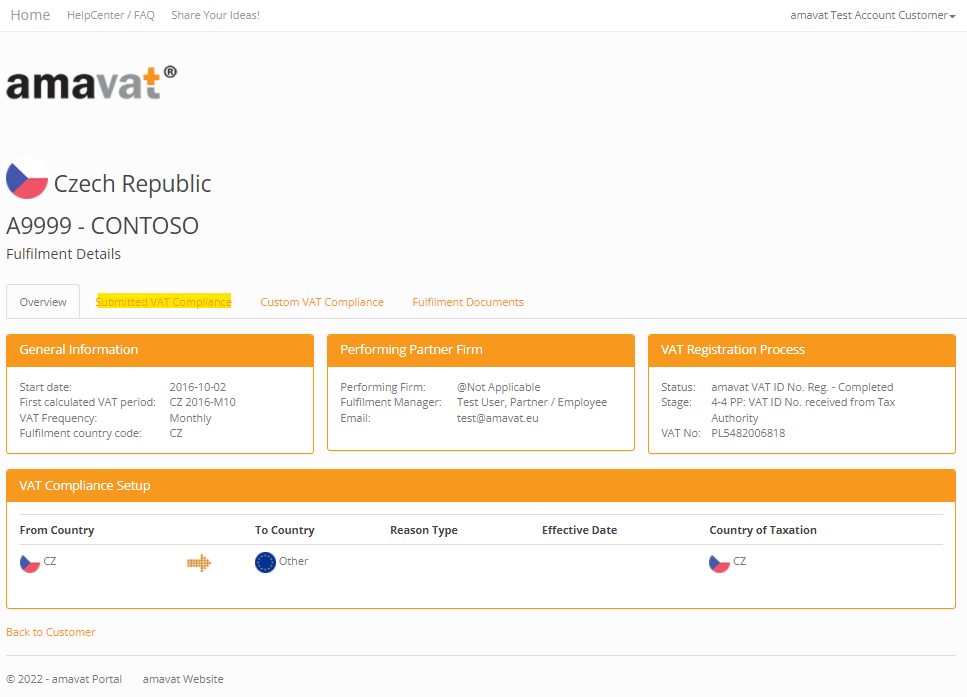 Home HelpCenter / FAQ Share Your Ideas! amavat Test Account Customer
amavat®
Czech Republic
A9999 - CONTOSO
Fulfilment Details
Overview Submitted VAT Compliance Custom VAT Compliance Fulfilment Documents
General Information
Start date: 2016-10-02
First calculated VAT period: CZ 2016-M10
VAT Frequency: Monthly
Fulfilment country code: CZ
Performing Partner Firm
Performing Firm: @Not Applicable
Fulfilment Manager: Test User, Partner / Employee
Email: test@amavat.eu
VAT Registration Process
Status: amavat VAT ID No. Reg. - Completed
Stage: 4-4 PP: VAT ID No. received from Tax
Authority
VAT No: PL5482006818
VAT Compliance Setup
From Country To Country Reason Type Effective Date Country of Taxation
CZ Other CZ
Back to Customer
© 2022 - amavat Portal amavat Website